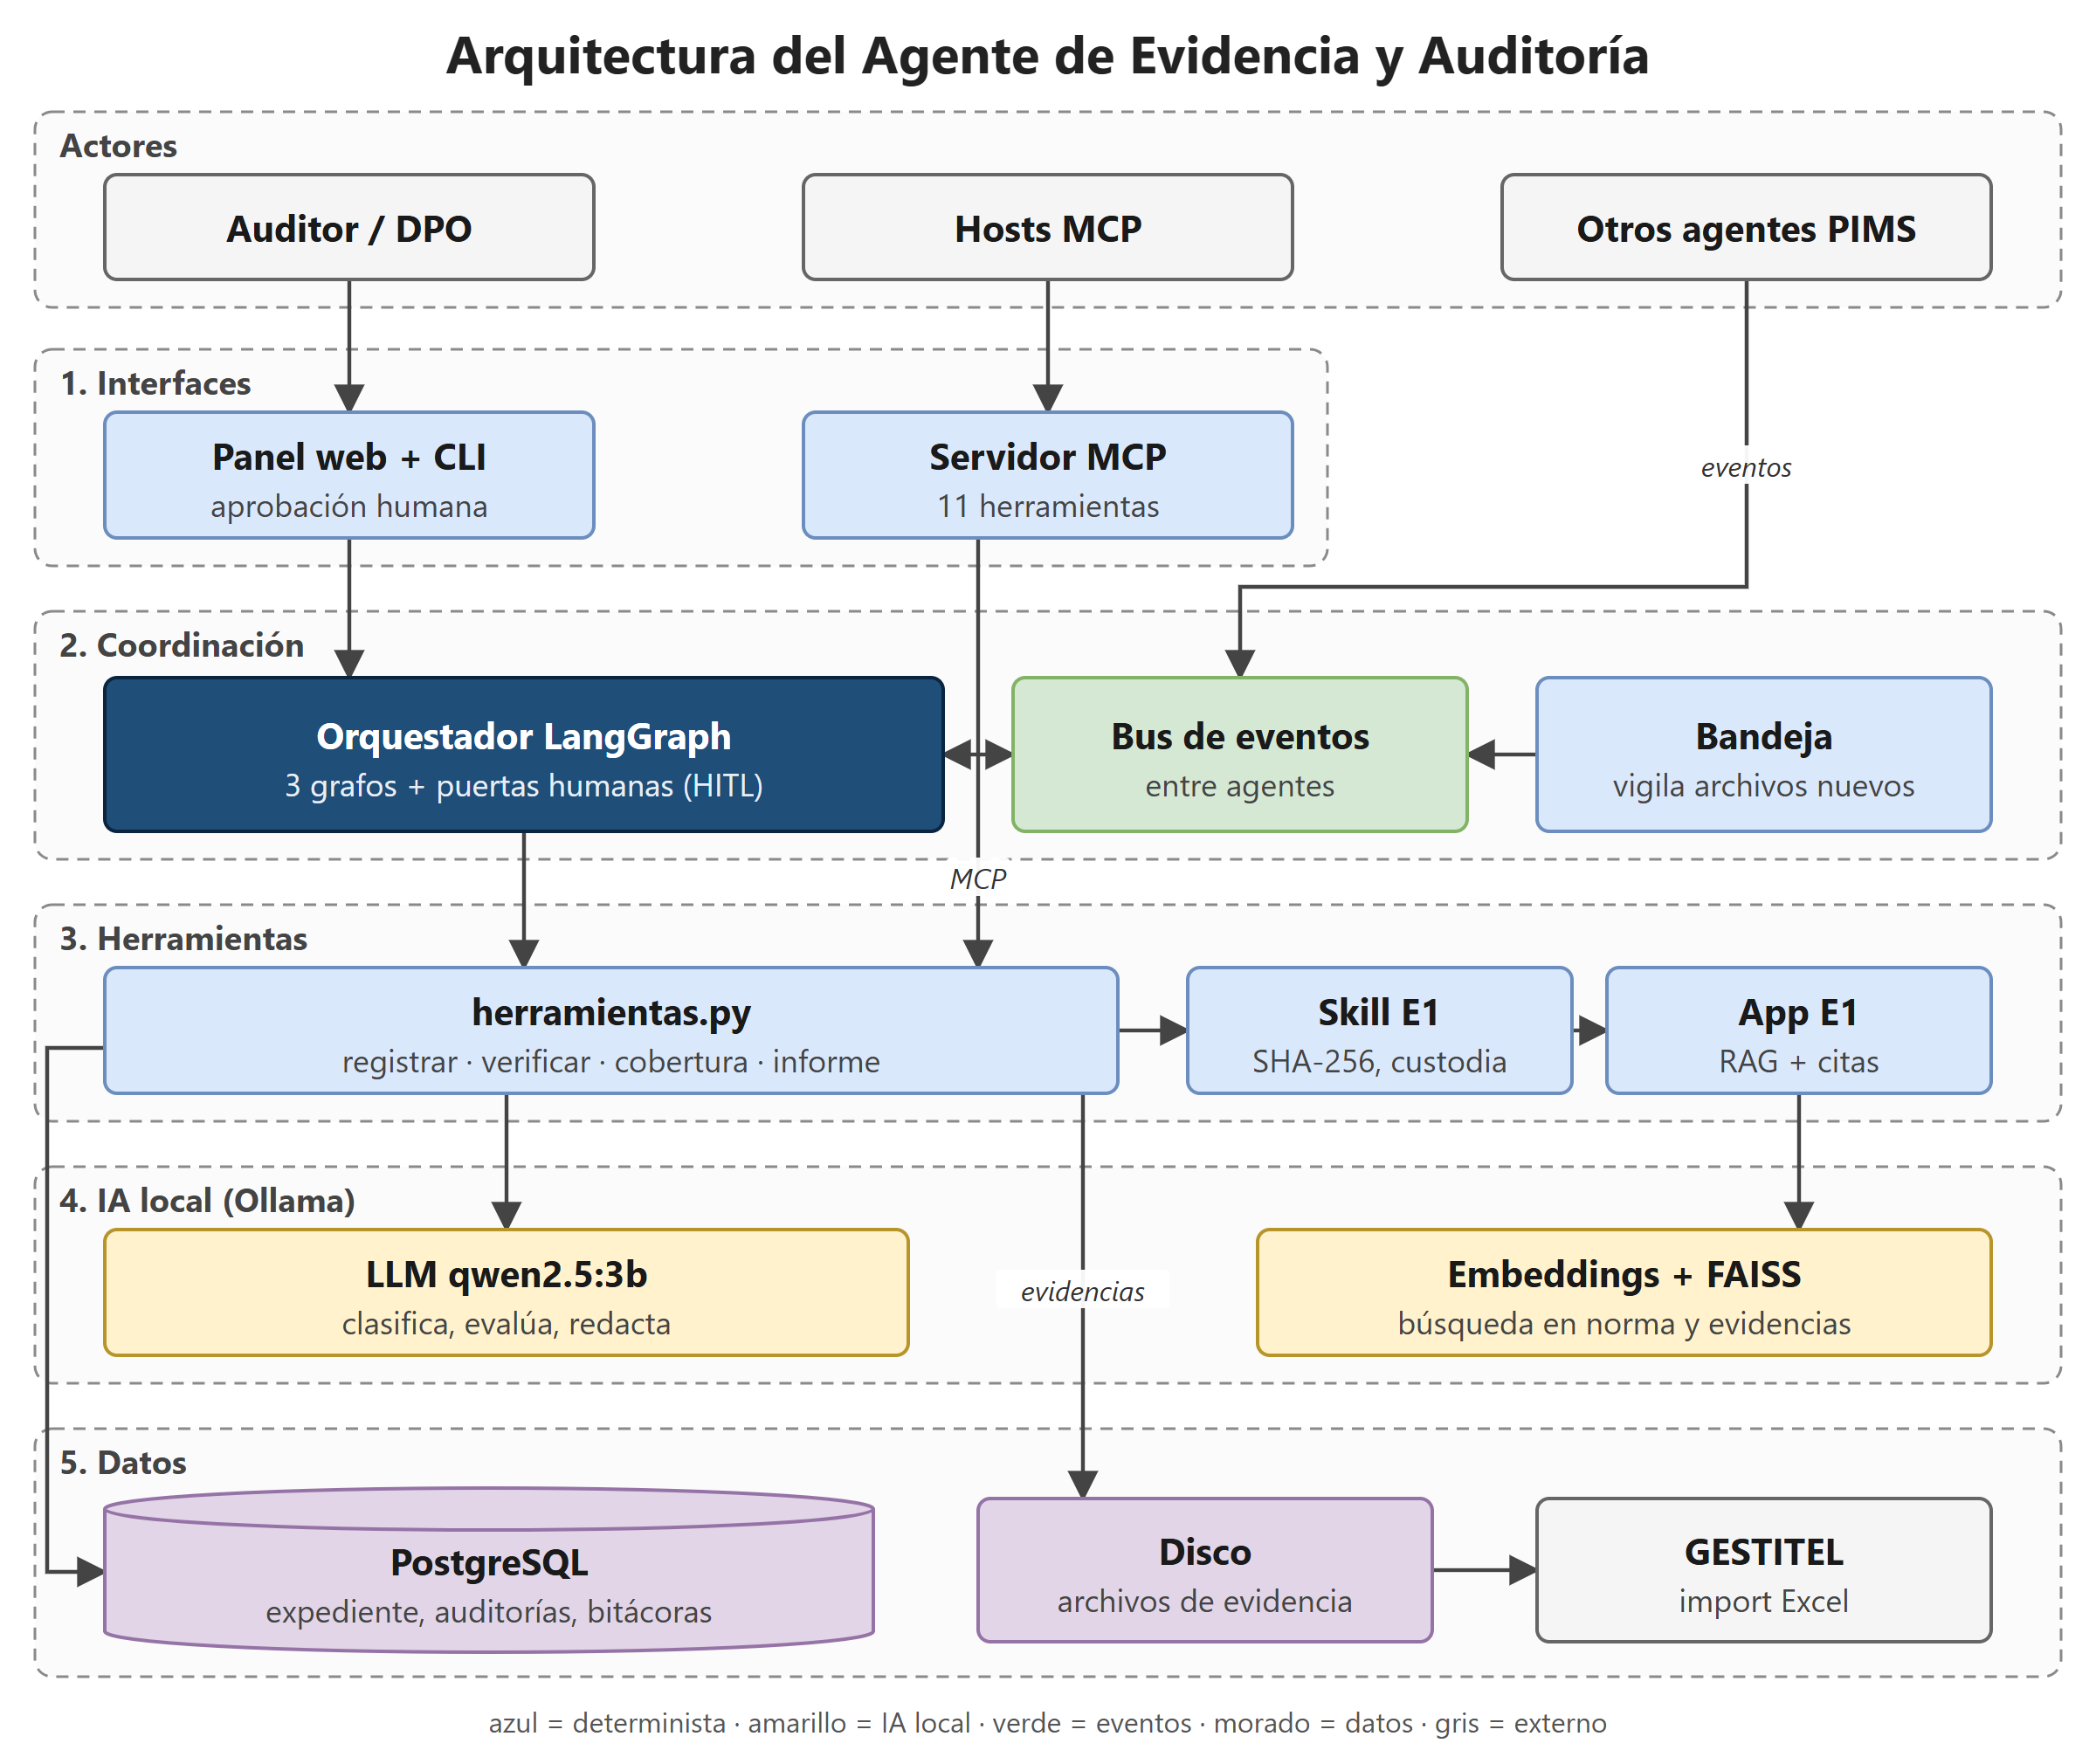 Arquitectura del Agente de Evidencia y Auditoría
Actores
Auditor / DPO
Hosts MCP
Otros agentes PIMS
1. Interfaces
Panel web + CLI
aprobación humana
Servidor MCP
11 herramientas
eventos
2. Coordinación
Orquestador LangGraph
3 grafos + puertas humanas (HITL)
Bus de eventos
entre agentes
Bandeja
vigila archivos nuevos
MCP
3. Herramientas
herramientas.py
registrar · verificar · cobertura · informe
Skill E1
SHA-256, custodia
App E1
RAG + citas
4. IA local (Ollama)
LLM qwen2.5:3b
clasifica, evalúa, redacta
evidencias
Embeddings + FAISS
búsqueda en norma y evidencias
5. Datos
PostgreSQL
expediente, auditorías, bitácoras
Disco
archivos de evidencia
GESTITEL
import Excel
azul = determinista · amarillo = IA local · verde = eventos · morado = datos · gris = externo